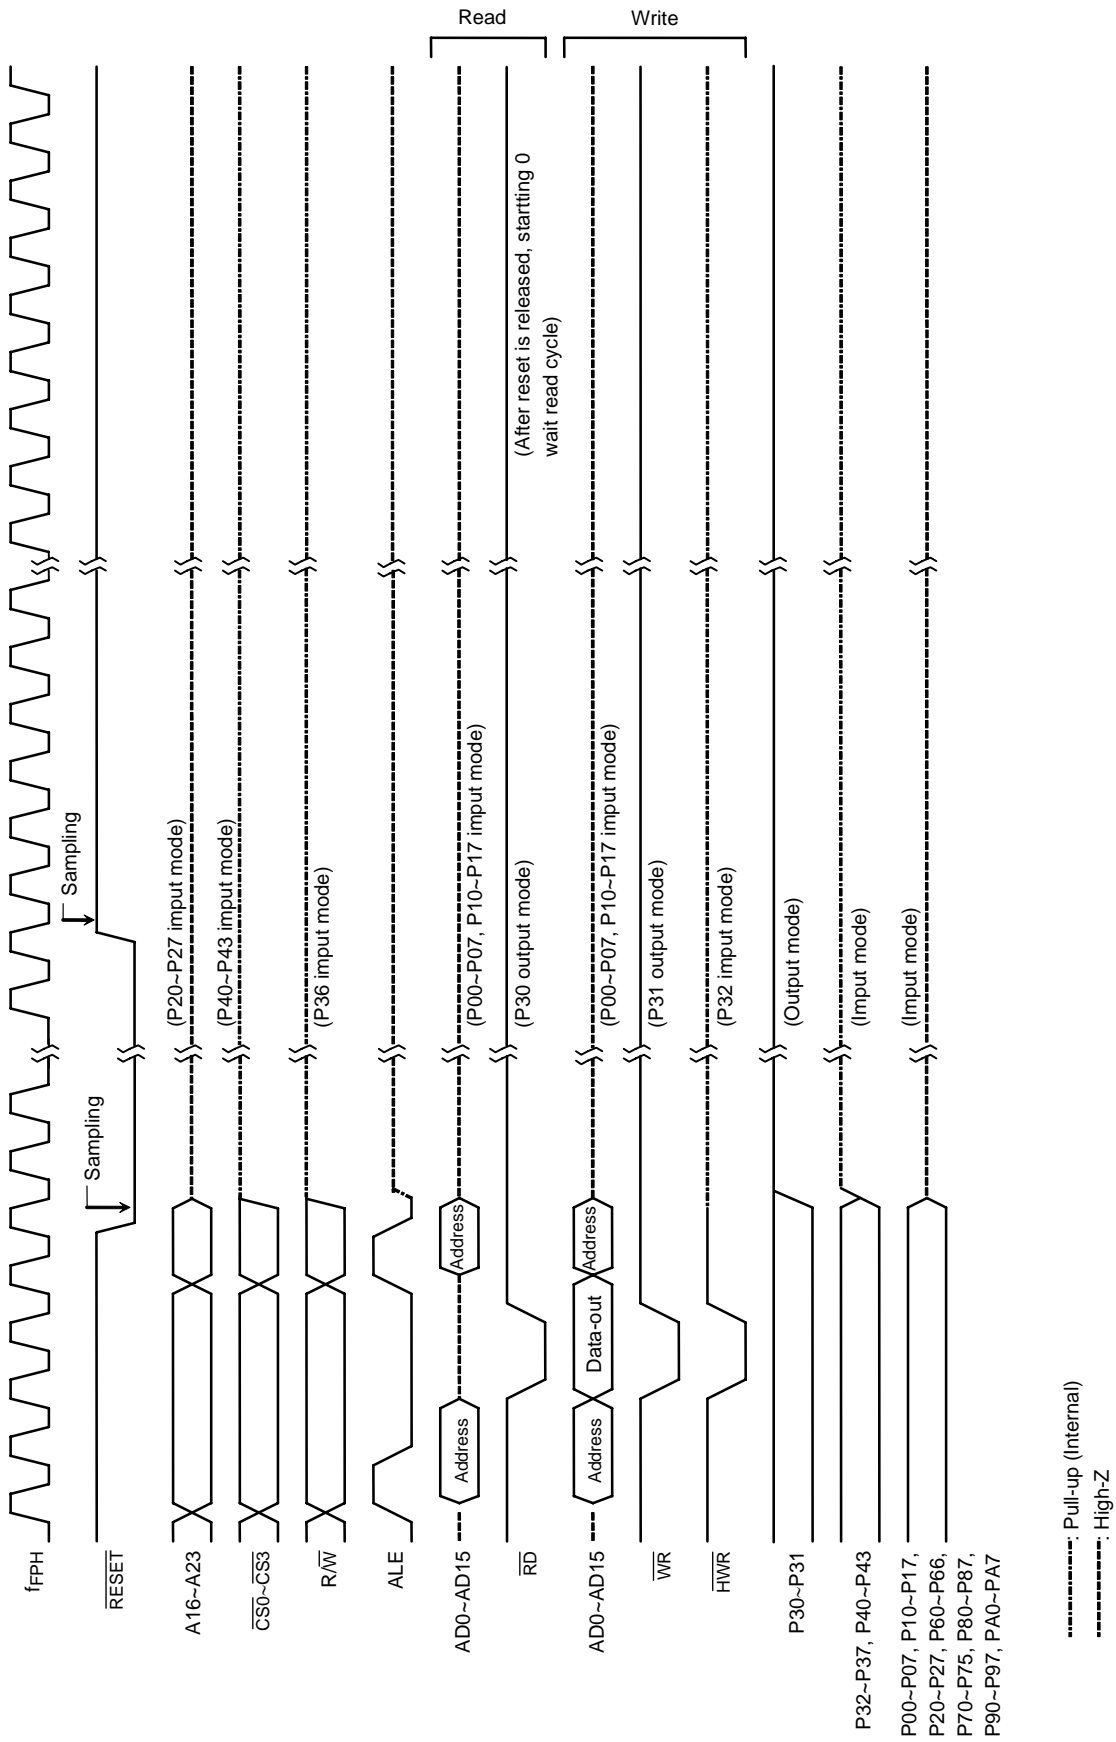 fFPH
Sampling
Sampling
RESET
A16~A23
(P20~P27 imput mode)
CS0~CS3
(P40~P43 imput mode)
R/W
(P36 imput mode)
ALE
Read
AD0~AD15
Address
Address
(P00~P07, P10~P17 imput mode)
RD
(P30 output mode)
(After reset is released, startting 0
wait read cycle)
Write
AD0~AD15
Address
Data-out
Address
(P00~P07, P10~P17 imput mode)
WR
(P31 output mode)
HWR
(P32 imput mode)
P30~P31
(Output mode)
P32~P37, P40~P43
(Imput mode)
P00~P07, P10~P17,
P20~P27, P60~P66,
P70~P75, P80~P87,
P90~P97, PA0~PA7
(Imput mode)
: Pull-up (Internal)
: High-Z